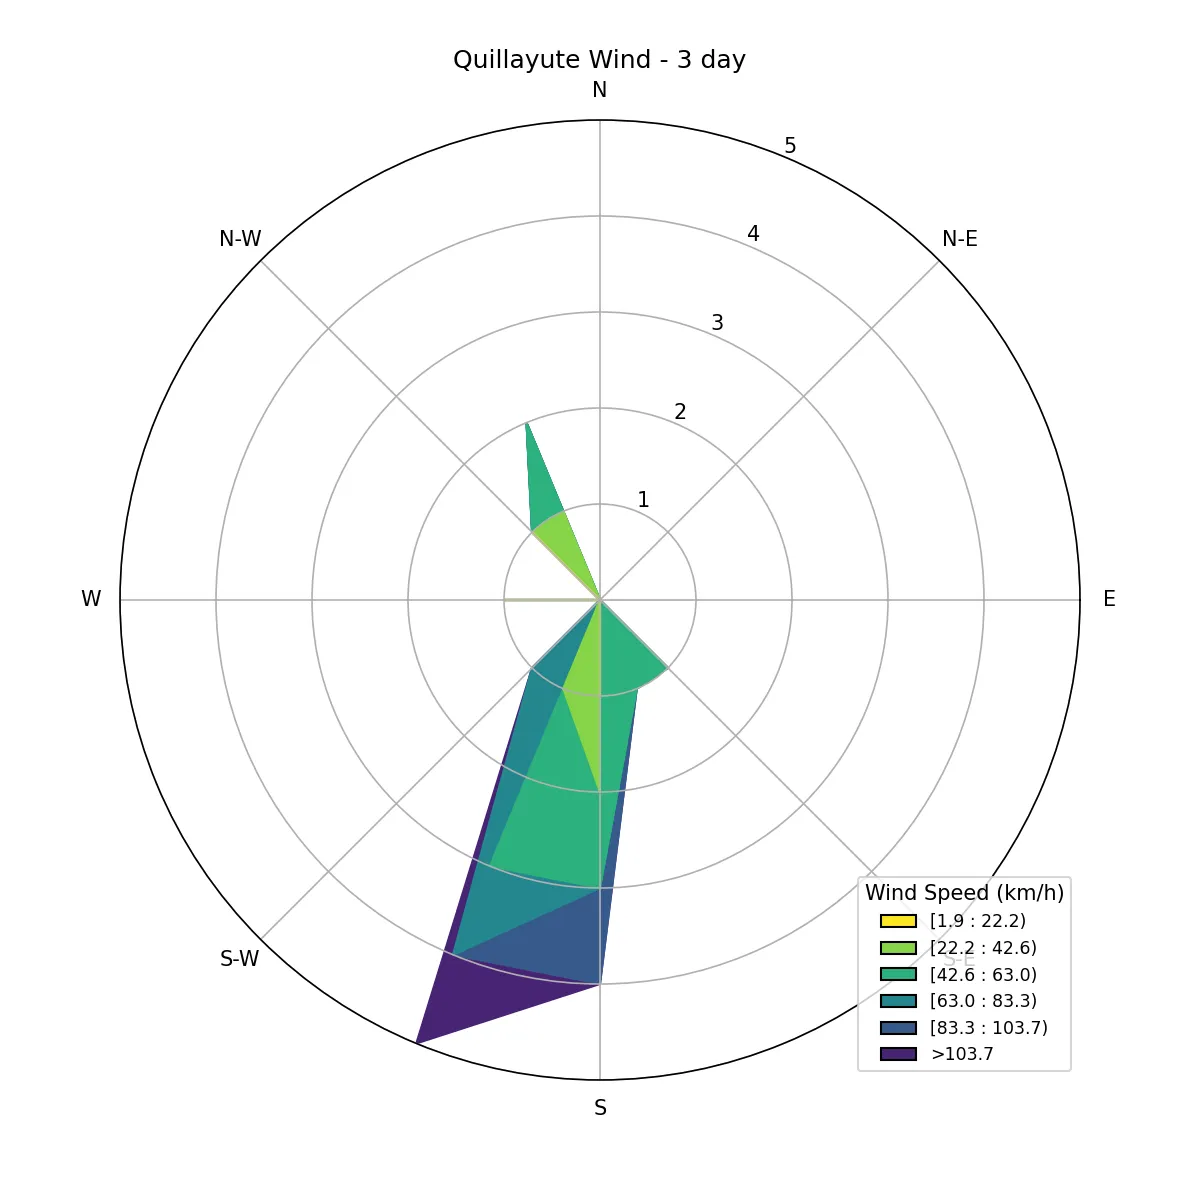 Quillayute Wind - 3 day
N
5
N-W
4
N-E
3
2
1
W
E
S-W
S-E
S
Wind Speed (km/h)
[1.9 : 22.2)
[22.2 : 42.6)
[42.6 : 63.0)
[63.0 : 83.3)
[83.3 : 103.7)
>103.7